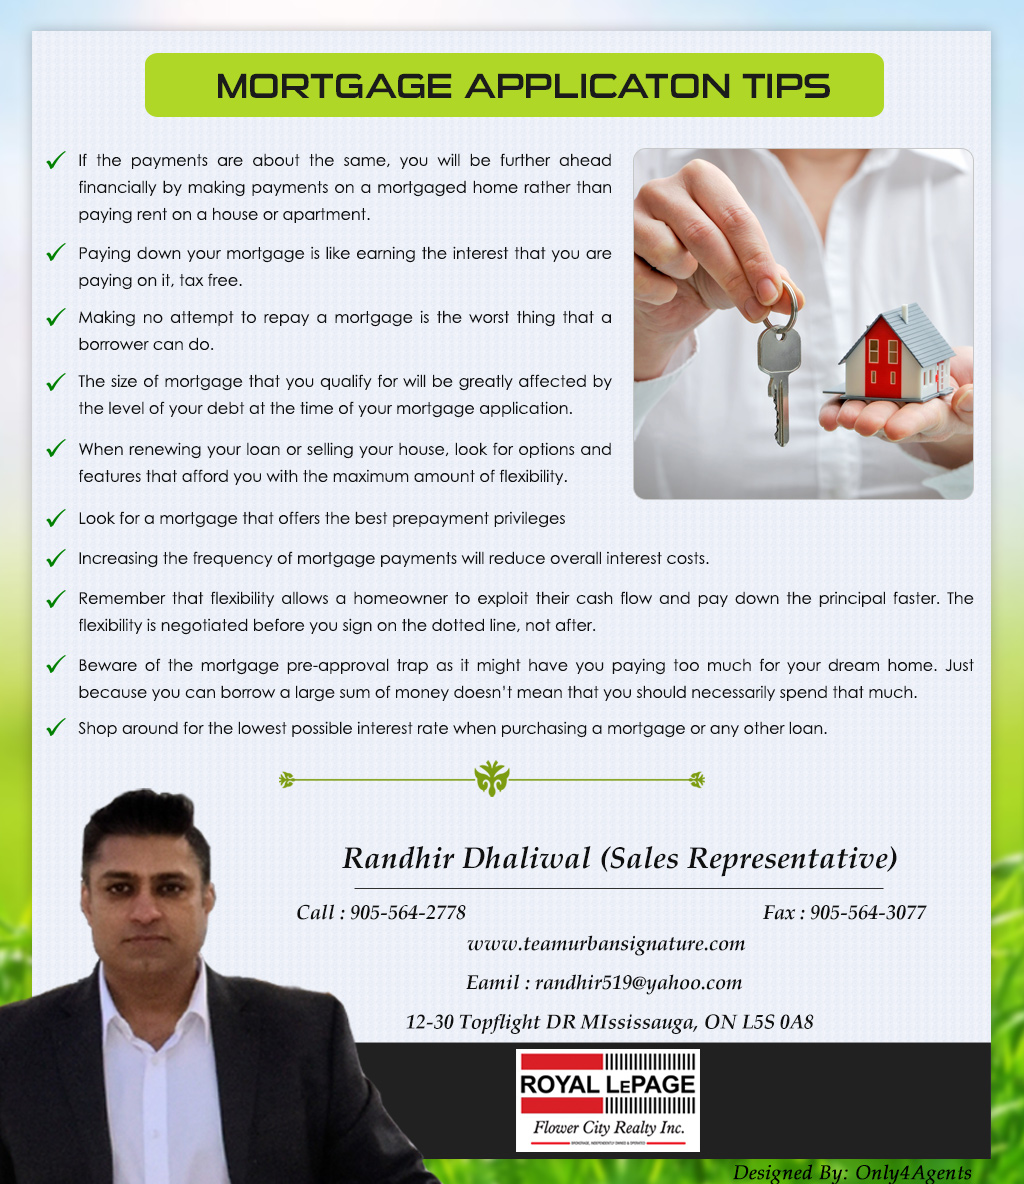 MORTGAGE APPLICATON TIPS
If the payments are about the same, you will be further ahead
financially by making payments on a mortgaged home rather than
paying rent on a house or apartment.
Paying down your mortgage is like earning the interest that you are
paying on it, tax free.
Making no attempt to repay a mortgage is the worst thing that a
borrower can do.
The size of mortgage that you qualify for will be greatly affected by
the level of your debt at the time of your mortgage application.
When renewing your loan or selling your house, look for options and
features that afford you with the maximum amount of flexibility.
Look for a mortgage that offers the best prepayment privileges
Increasing the frequency of mortgage payments will reduce overall interest costs.
Remember that flexibility allows a homeowner to exploit their cash flow and pay down the principal faster. The
flexibility is negotiated before you sign on the dotted line, not after.
Beware of the mortgage pre-approval trap as it might have you paying too much for your dream home. Just
because you can borrow a large sum of money doesn't mean that you should necessarily spend that much.
Shop around for the lowest possible interest rate when purchasing a mortgage or any other loan.
Randhir Dhaliwal (Sales Representative)
Call : 905-564-2778 Fax : 905-564-3077
www.teamurbansignature.com
Eamil : randhir519@yahoo.com
12-30 Topflight DR MIssissauga, ON L5S 0A8
ROYAL LEPAGE
Flower City Realty Inc.
BROKERAGE, INDEPENDENTLY OWNED & OPERATED
Designed By: Only4Agents